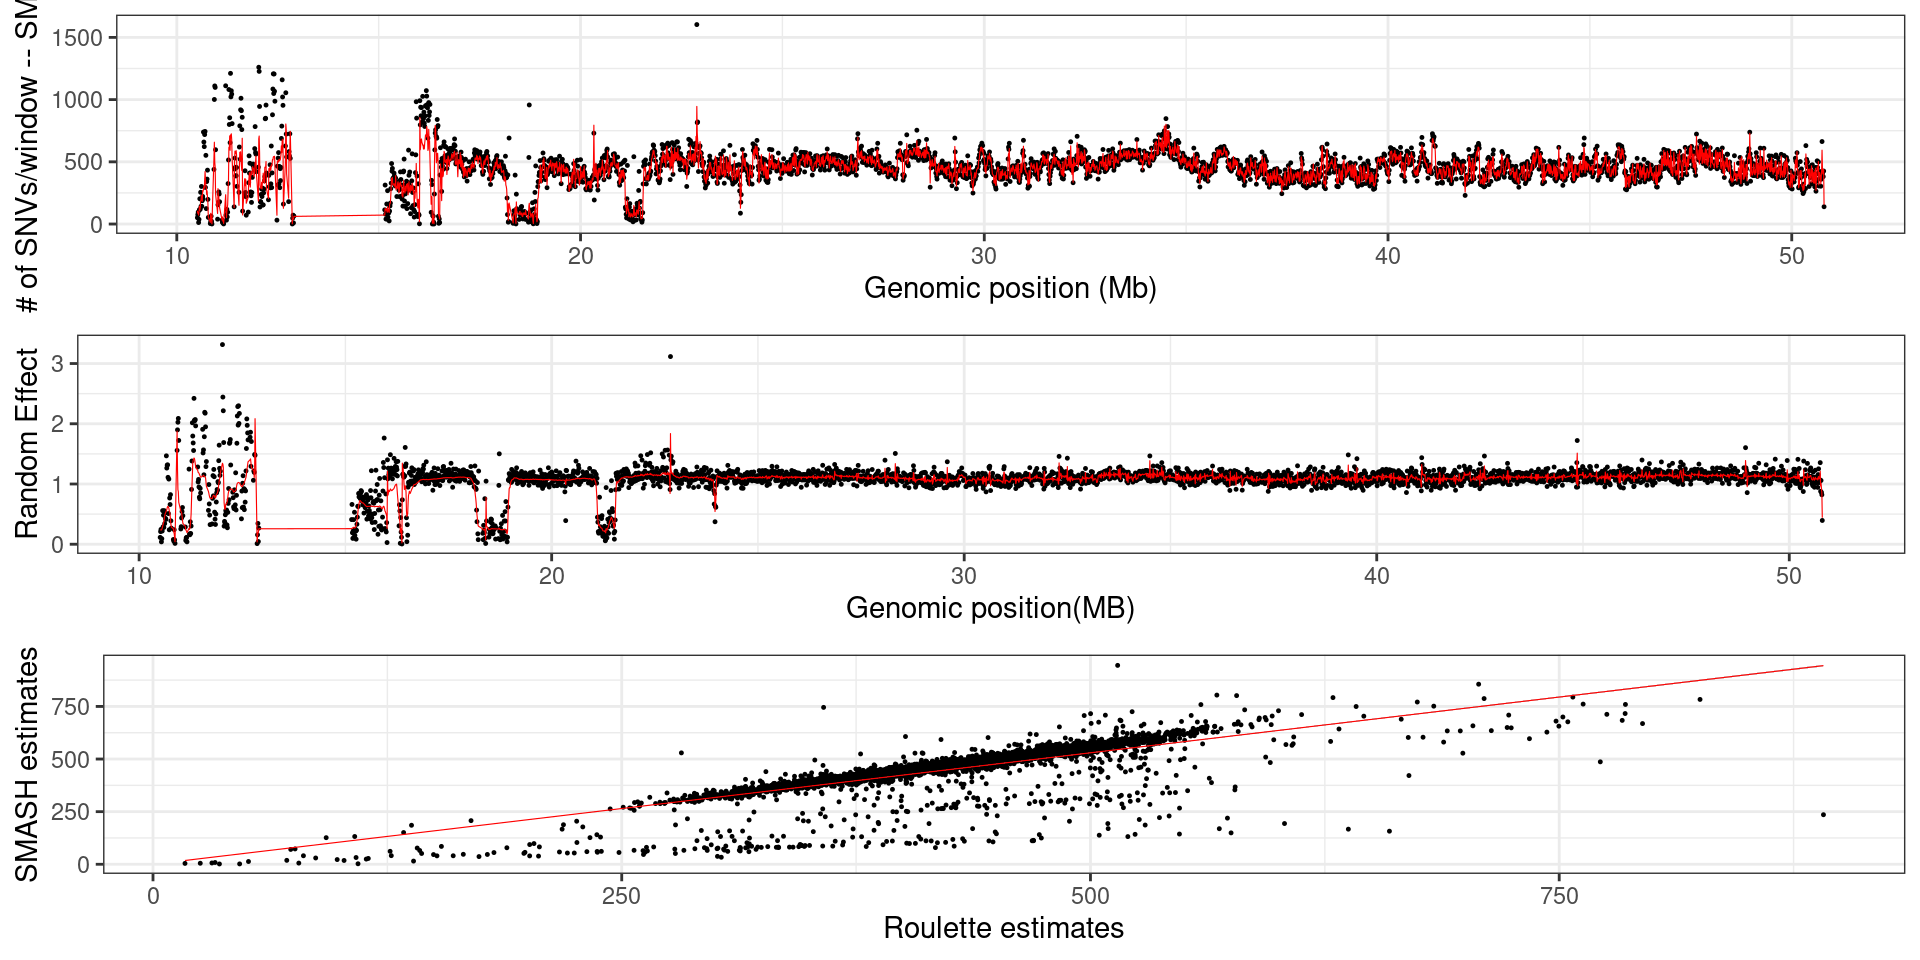 # of SNVs/window -- SM
1500
1000
500
0
10 20 30 40 50
Genomic position (Mb)
Random Effect
3
2
1
0
10 20 30 40 50
Genomic position(MB)
SMASH estimates
750
500
250
0
0 250 500 750
Roulette estimates